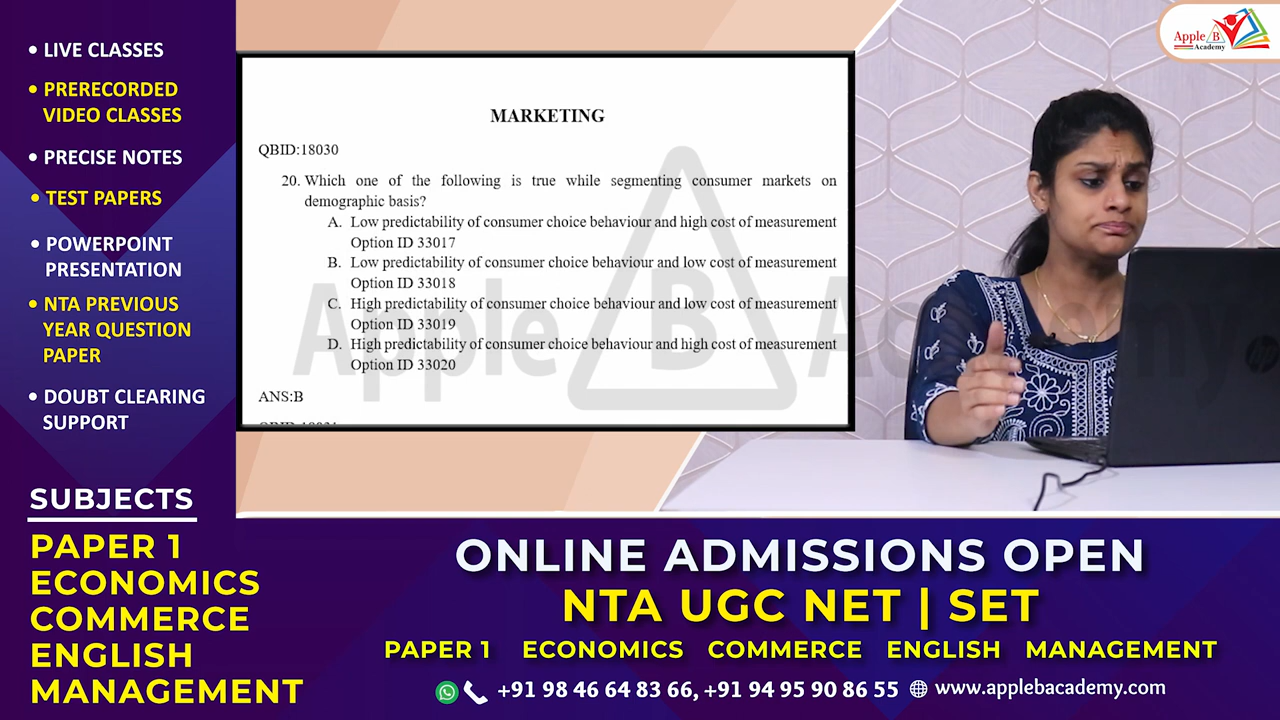 • LIVE CLASSES
• PRERECORDED
VIDEO CLASSES
• PRECISE NOTES
• TEST PAPERS
• POWERPOINT
PRESENTATION
• NTA PREVIOUS
YEAR QUESTION
PAPER
• DOUBT CLEARING
SUPPORT
SUBJECTS
PAPER 1
ECONOMICS
COMMERCE
ENGLISH
MANAGEMENT
MARKETING
QBID:18030
20. Which one of the following is true while segmenting consumer markets on
demographic basis?
A. Low predictability of consumer choice behaviour and high cost of measurement
Option ID 33017
B. Low predictability of consumer choice behaviour and low cost of measurement
Option ID 33018
C. High predictability of consumer choice behaviour and low cost of measurement
Option ID 33019
D. High predictability of consumer choice behaviour and high cost of measurement
Option ID 33020
ANS:B
Apple B Academy
Apple B
Academy
hp
ONLINE ADMISSIONS OPEN
NTA UGC NET | SET
PAPER 1 ECONOMICS COMMERCE ENGLISH MANAGEMENT
+91 98 46 64 83 66, +91 94 95 90 86 55 www.applebacademy.com